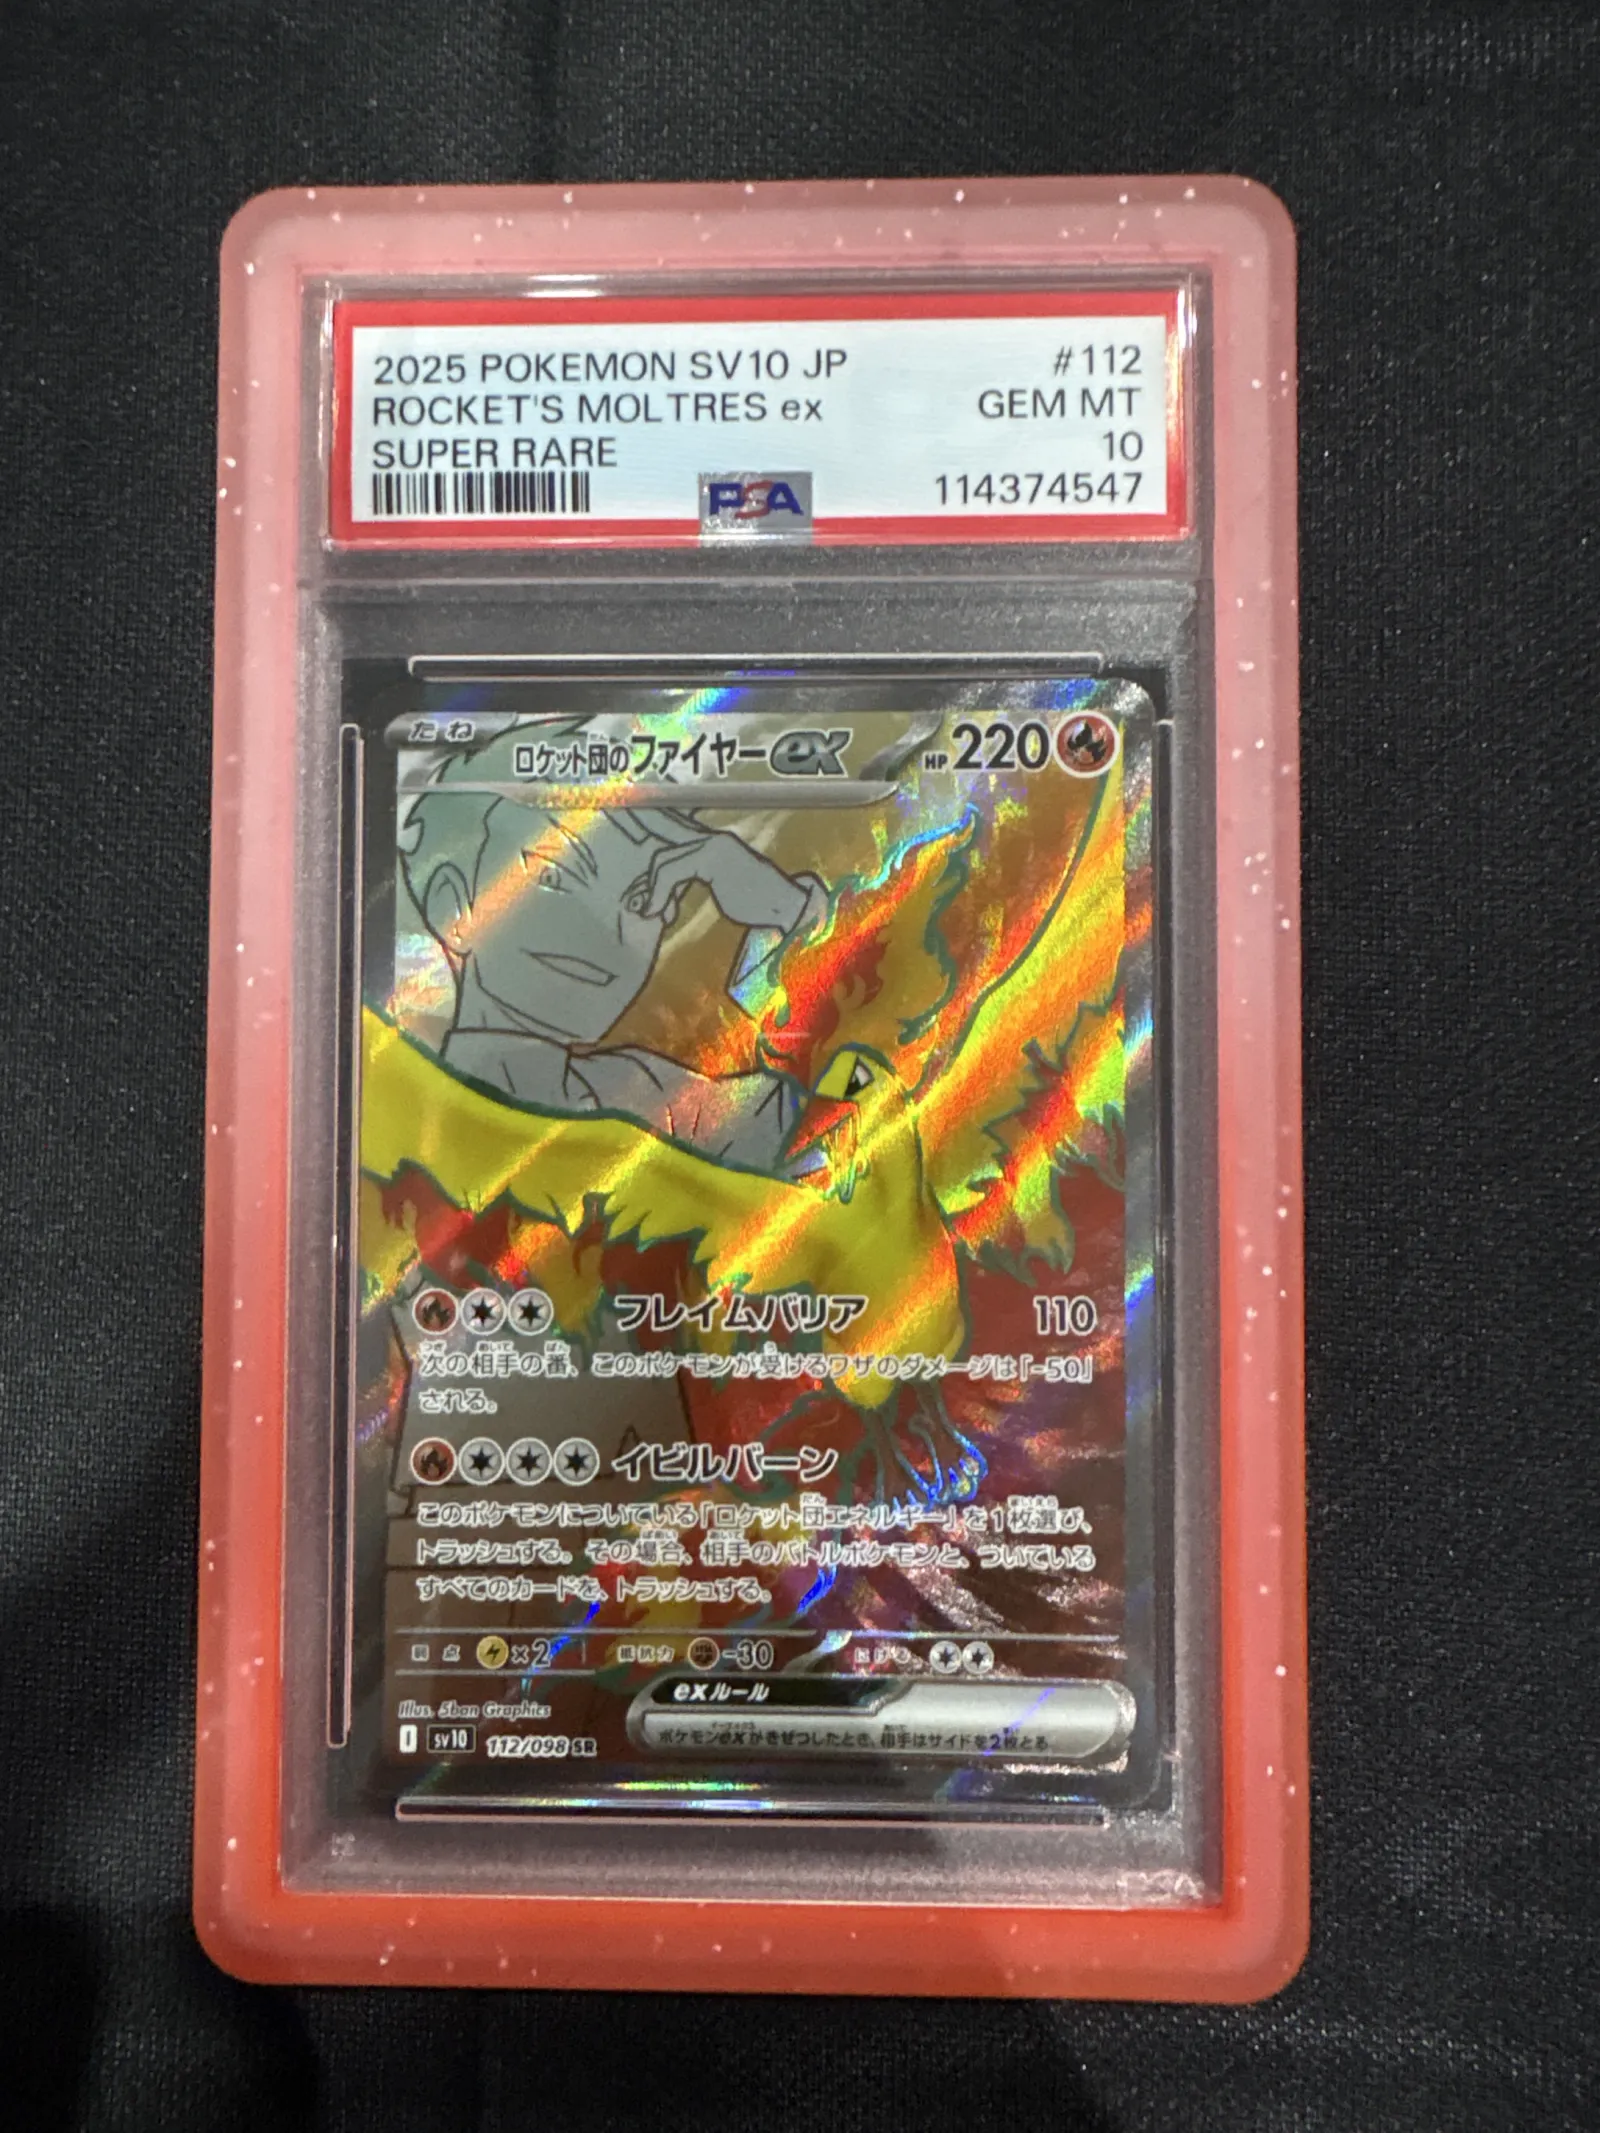 2025 POKEMON SV10 JP #112
ROCKET'S MOLTRES ex GEM MT
SUPER RARE 10
PSA 114374547
たね ロケット団のファイヤーex HP220
フレイムバリア 110
次の相手の番、このポケモンが受けるワザのダメージは「-50」
される。
イビルバーン
このポケモンについている「ロケット団エネルギー」を1枚選び、
トラッシュする。その場合、相手のバトルポケモンと、ついている
すべてのカードを、トラッシュする。
弱点 ×2 抵抗力 -30 にげる
exルール
Illus. 5ban Graphics
ポケモンexがきぜつしたとき、相手はサイドを2枚とる
sv10 112/098 SR